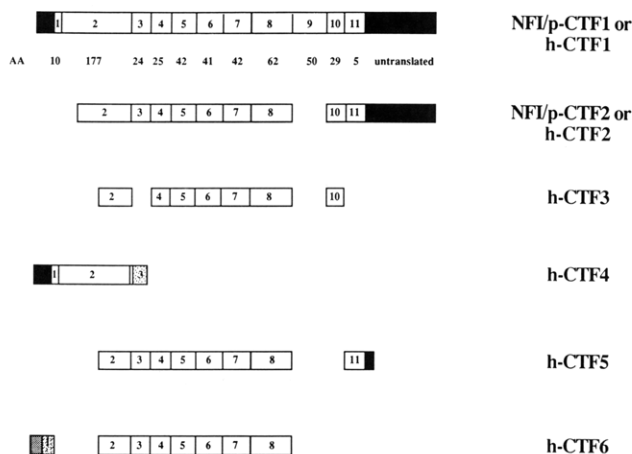 1 2 3 4 5 6 7 8 9 10 11 NFI/p-CTF1 or
h-CTF1
AA 10 177 24 25 42 41 42 62 50 29 5 untranslated
2 3 4 5 6 7 8 10 11 NFI/p-CTF2 or
h-CTF2
2 4 5 6 7 8 10 h-CTF3
1 2 3 h-CTF4
2 3 4 5 6 7 8 11 h-CTF5
2 3 4 5 6 7 8 h-CTF6